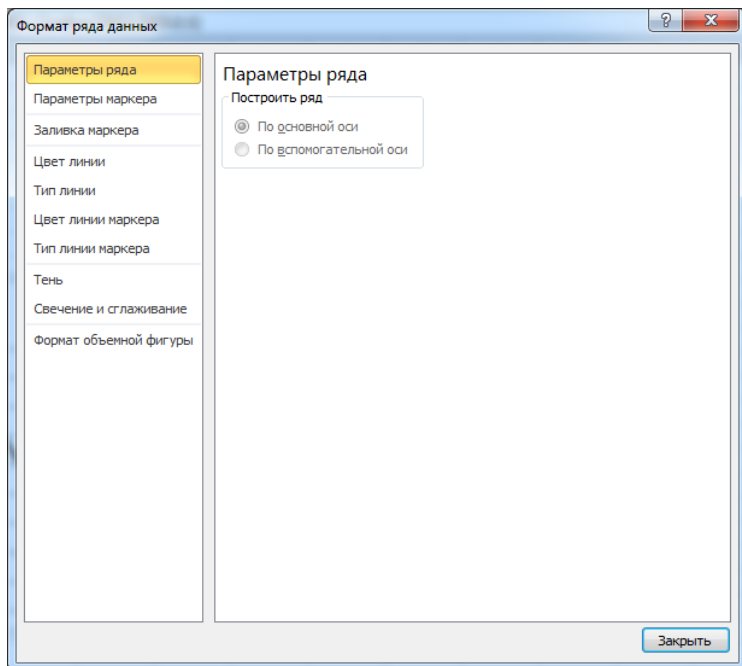 Формат ряда данных
Параметры ряда
Параметры маркера
Заливка маркера
Цвет линии
Тип линии
Цвет линии маркера
Тип линии маркера
Тень
Свечение и сглаживание
Формат объемной фигуры
Параметры ряда
Построить ряд
По основной оси
По вспомогательной оси
Закрыть